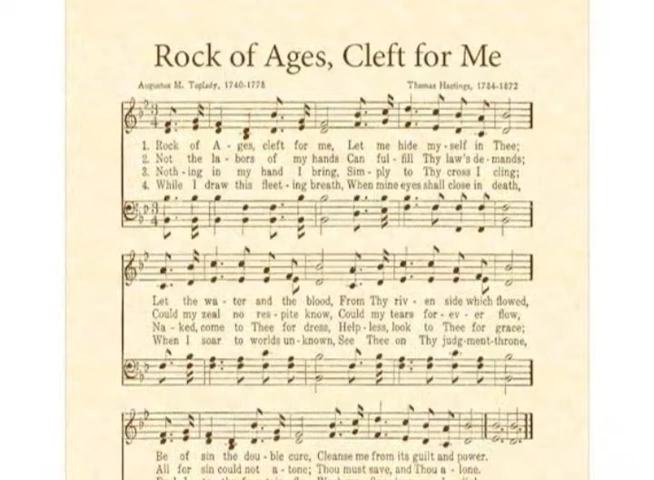 Rock of Ages, Cleft for Me
Augustus M. Toplady, 1740-1778 Thomas Hastings, 1784-1872
1. Rock of A - ges, cleft for me, Let me hide my - self in Thee;
2. Not the la - bors of my hands Can ful - fill Thy law's de - mands;
3. Noth - ing in my hand I bring, Sim - ply to Thy cross I cling;
4. While I draw this fleet - ing breath, When mine eyes shall close in death,
Let the wa - ter and the blood, From Thy riv - en side which flowed,
Could my zeal no res - pite know, Could my tears for - ev - er flow,
Na - ked, come to Thee for dress, Help - less, look to Thee for grace;
When I soar to worlds un - known, See Thee on Thy judg - ment - throne,
Be of sin the dou - ble cure, Cleanse me from its guilt and power.
All for sin could not a - tone; Thou must save, and Thou a - lone.